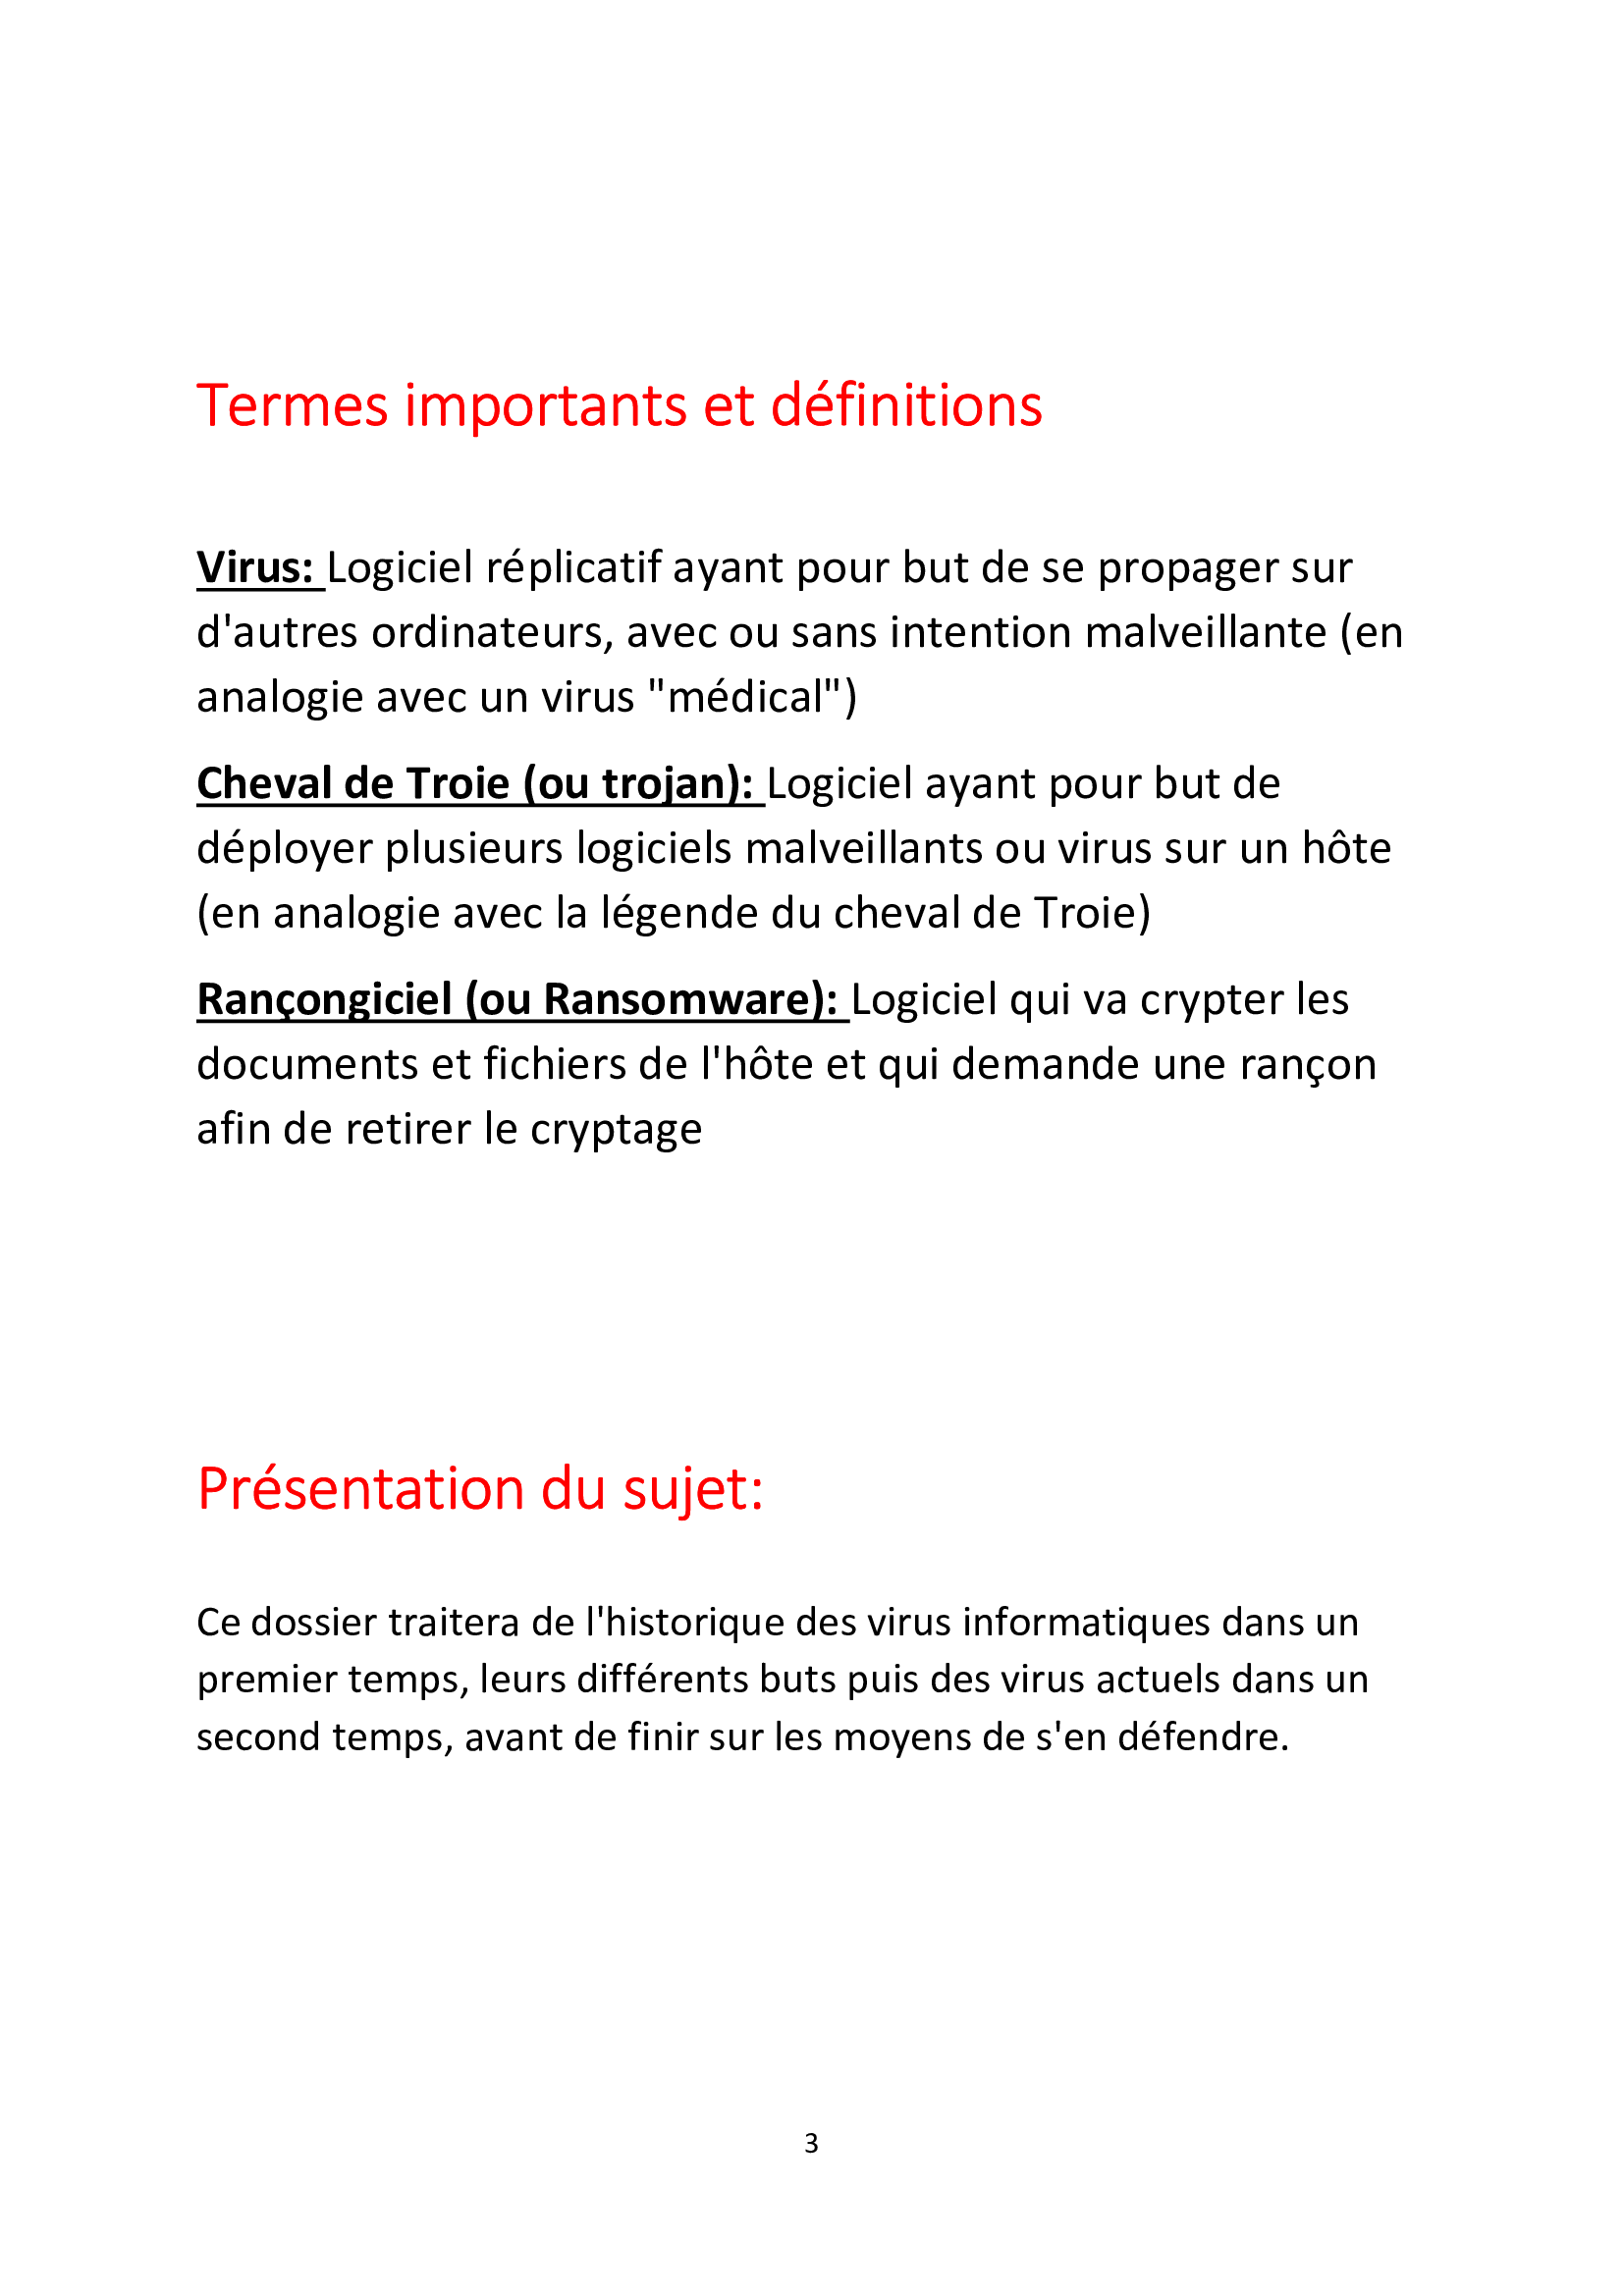 Termes importants et définitions
Virus: Logiciel réplicatif ayant pour but de se propager sur
d'autres ordinateurs, avec ou sans intention malveillante (en
analogie avec un virus "médical")
Cheval de Troie (ou trojan): Logiciel ayant pour but de
déployer plusieurs logiciels malveillants ou virus sur un hôte
(en analogie avec la légende du cheval de Troie)
Rançongiciel (ou Ransomware): Logiciel qui va crypter les
documents et fichiers de l'hôte et qui demande une rançon
afin de retirer le cryptage
Présentation du sujet:
Ce dossier traitera de l'historique des virus informatiques dans un
premier temps, leurs différents buts puis des virus actuels dans un
second temps, avant de finir sur les moyens de s'en défendre.
3